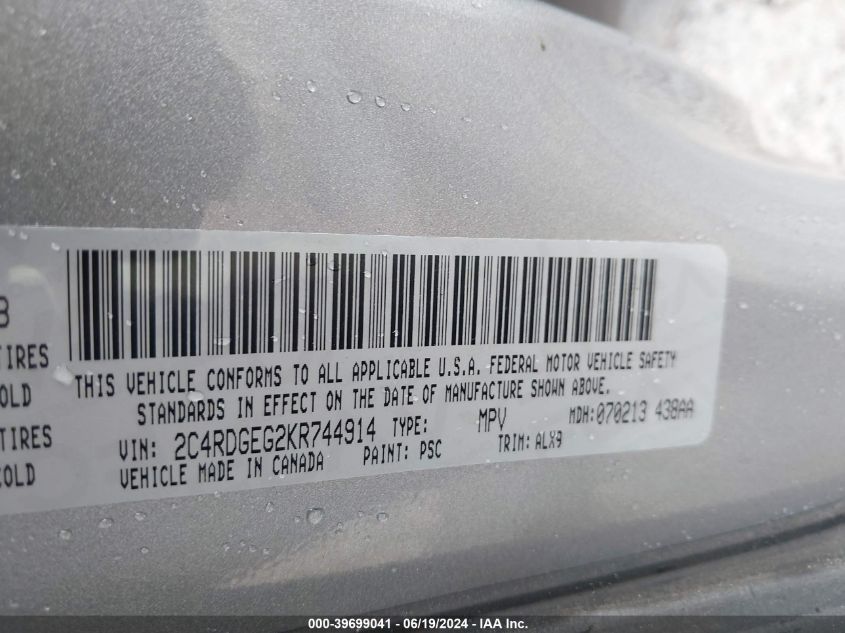 3
TIRES
THIS VEHICLE CONFORMS TO ALL APPLICABLE U.S.A. FEDERAL MOTOR VEHICLE SAFETY
OLD
STANDARDS IN EFFECT ON THE DATE OF MANUFACTURE SHOWN ABOVE.
TIRES
VIN: 2C4RDGEG2KR744914 TYPE: MPV MDH: 070213 438AA
COLD
VEHICLE MADE IN CANADA PAINT: PSC TRIM: ALX9
000-39699041 - 06/19/2024 - IAA Inc.